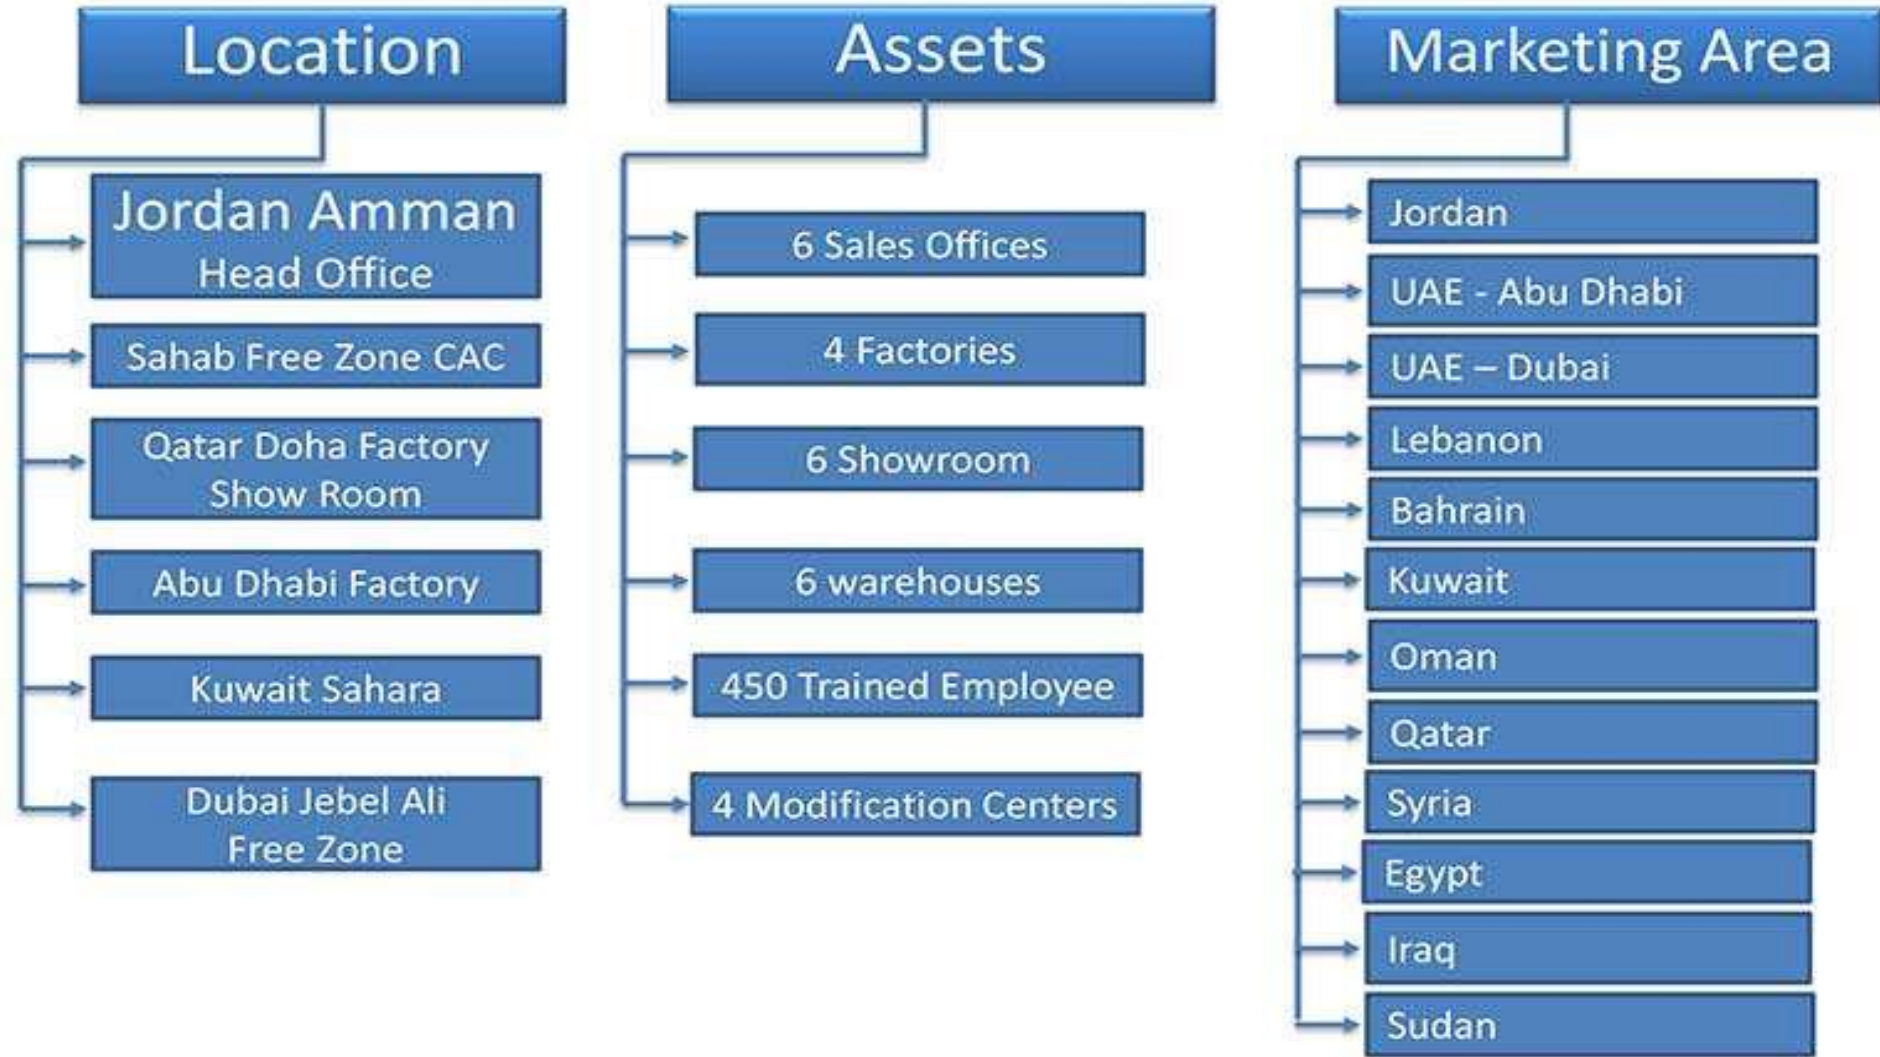 Location
Jordan Amman
Head Office
Sahab Free Zone CAC
Qatar Doha Factory
Show Room
Abu Dhabi Factory
Kuwait Sahara
Dubai Jebel Ali
Free Zone
Assets
6 Sales Offices
4 Factories
6 Showroom
6 warehouses
450 Trained Employee
4 Modification Centers
Marketing Area
Jordan
UAE - Abu Dhabi
UAE – Dubai
Lebanon
Bahrain
Kuwait
Oman
Qatar
Syria
Egypt
Iraq
Sudan